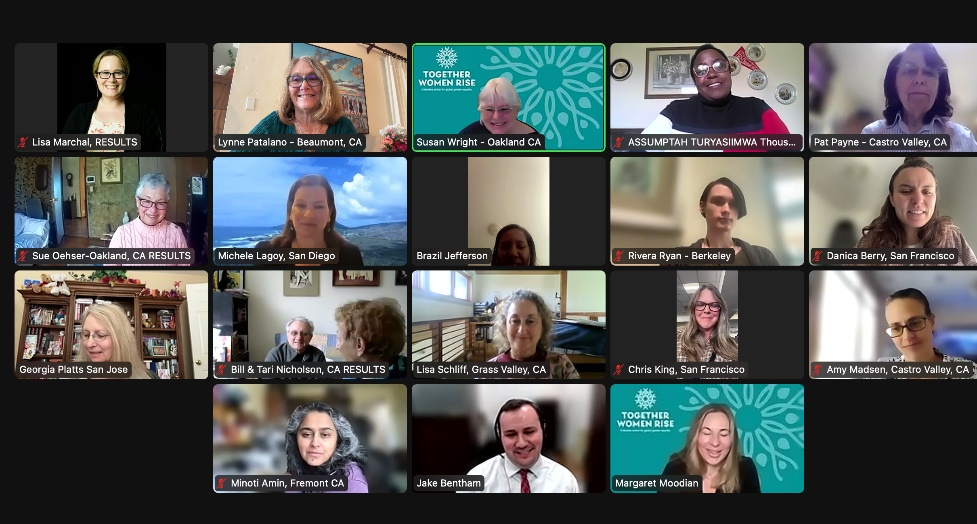 Lisa Marchal, RESULTS
Lynne Patalano - Beaumont, CA
TOGETHER
WOMEN RISE
Susan Wright - Oakland CA
ASSUMPTAH TURYASIIMWA Thous...
Pat Payne - Castro Valley, CA
Sue Oehser-Oakland, CA RESULTS
Michele Lagoy, San Diego
Brazil Jefferson
Rivera Ryan - Berkeley
Danica Berry, San Francisco
Georgia Platts San Jose
Bill & Tari Nicholson, CA RESULTS
Lisa Schliff, Grass Valley, CA
Chris King, San Francisco
Amy Madsen, Castro Valley, CA
Minoti Amin, Fremont CA
Jake Bentham
TOGETHER
WOMEN RISE
Margaret Moodian